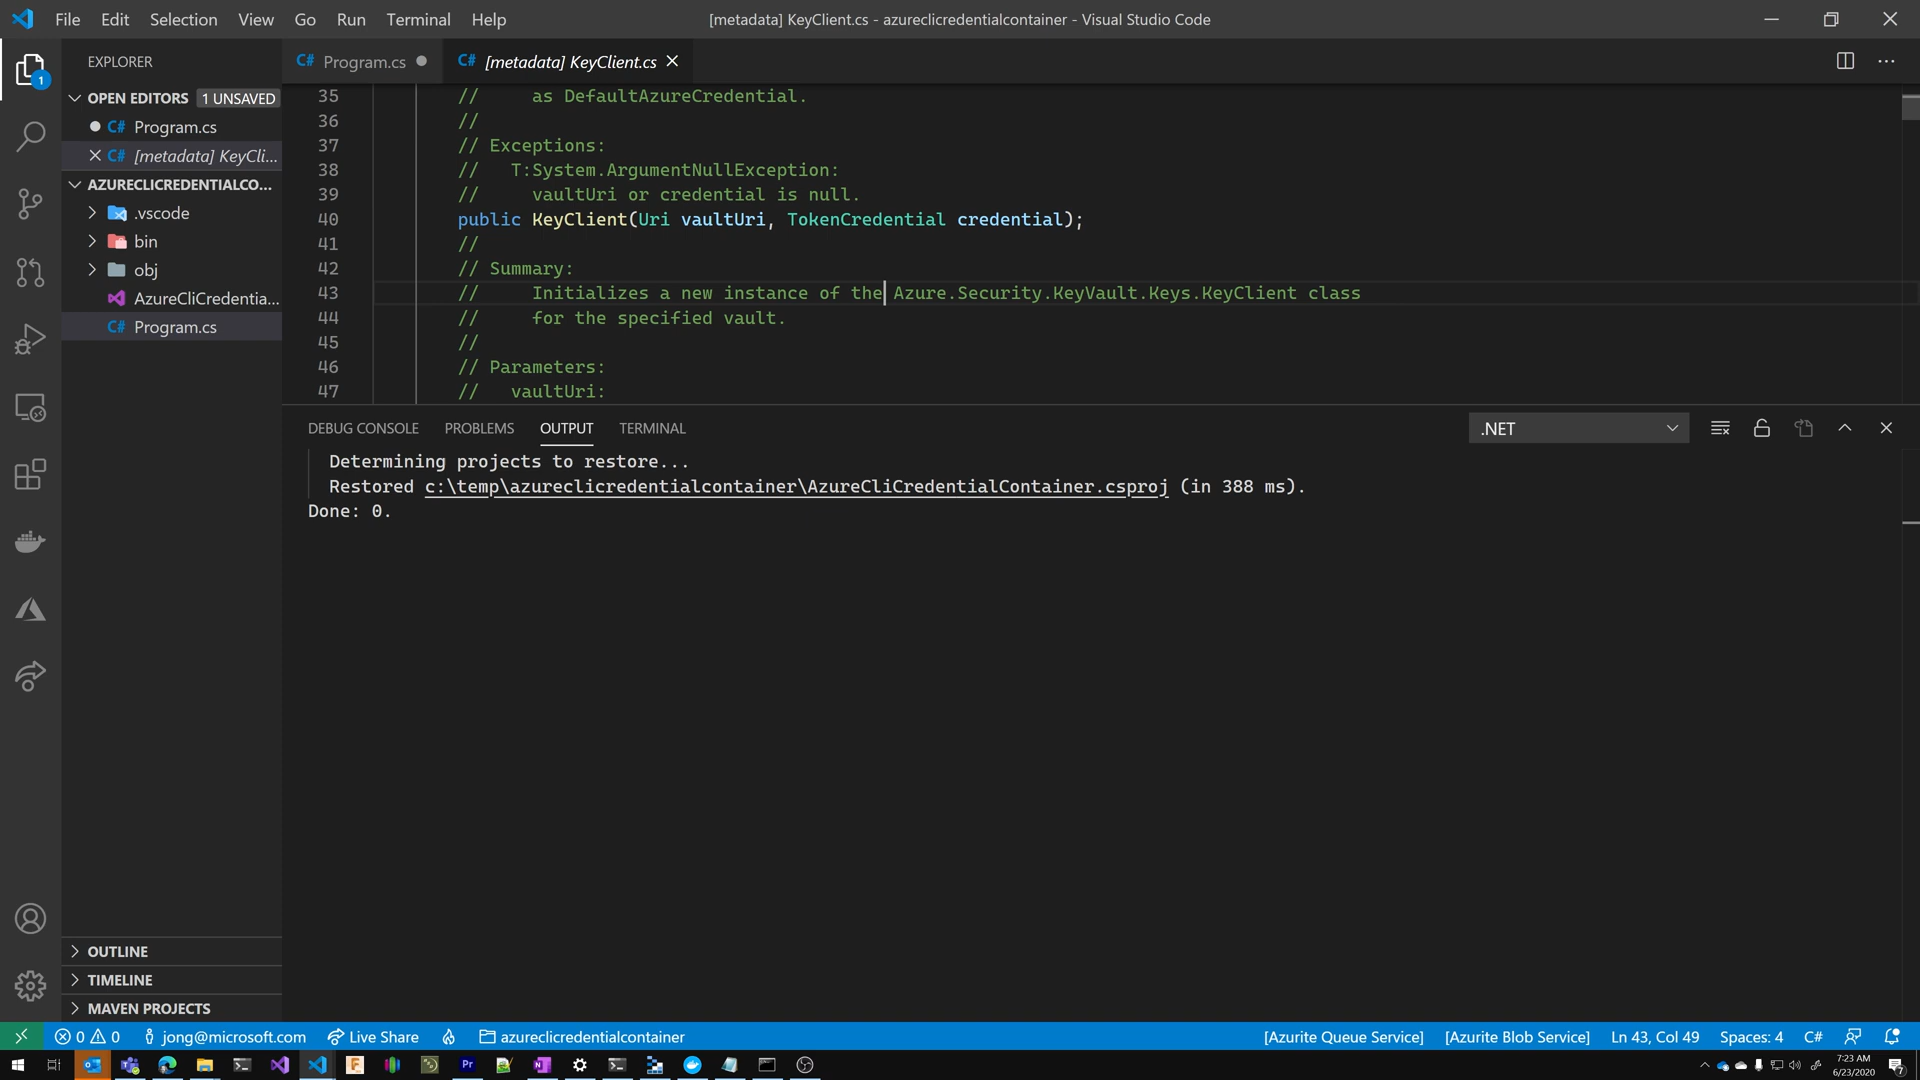 File Edit Selection View Go Run Terminal Help
[metadata] KeyClient.cs - azureclicredentialcontainer - Visual Studio Code
EXPLORER
OPEN EDITORS 1 UNSAVED
C# Program.cs
C# [metadata] KeyCli...
AZURECLICREDENTIALCO...
.vscode
bin
obj
AzureCliCredentia...
C# Program.cs
OUTLINE
TIMELINE
MAVEN PROJECTS
1
C# Program.cs
C# [metadata] KeyClient.cs
35 // as DefaultAzureCredential.
36 //
37 // Exceptions:
38 // T:System.ArgumentNullException:
39 // vaultUri or credential is null.
40 public KeyClient(Uri vaultUri, TokenCredential credential);
41 //
42 // Summary:
43 // Initializes a new instance of the Azure.Security.KeyVault.Keys.KeyClient class
44 // for the specified vault.
45 //
46 // Parameters:
47 // vaultUri:
DEBUG CONSOLE PROBLEMS OUTPUT TERMINAL .NET
Determining projects to restore...
Restored c:\temp\azureclicredentialcontainer\AzureCliCredentialContainer.csproj (in 388 ms).
Done: 0.
0 0 jong@microsoft.com Live Share azureclicredentialcontainer [Azurite Queue Service] [Azurite Blob Service] Ln 43, Col 49 Spaces: 4 C#
Pr
7:23 AM
6/23/2020
7